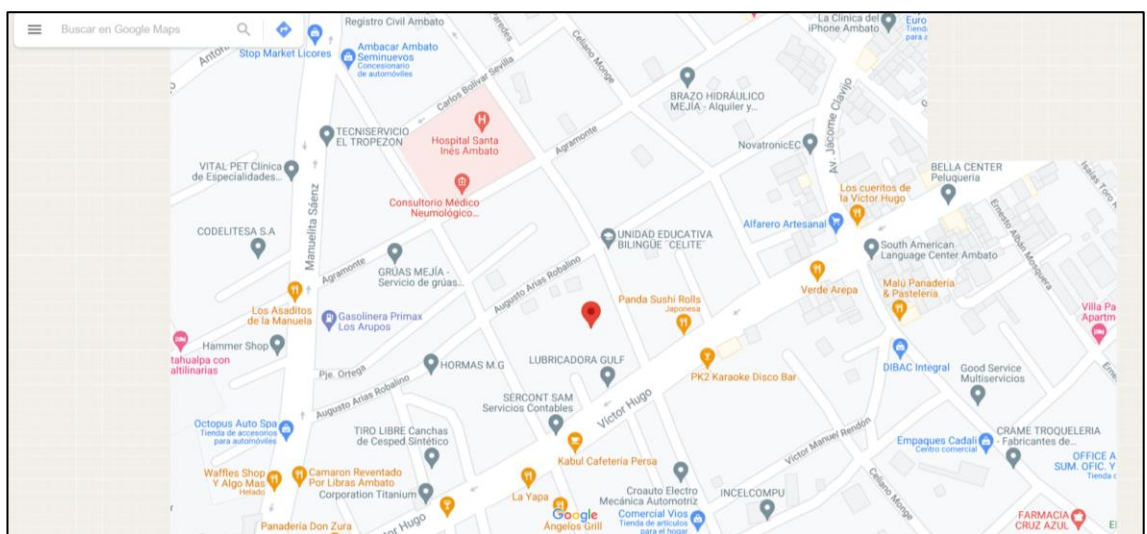 Buscar en Google Maps
Registro Civil Ambato
Stop Market Licores
Ambacar Ambato
Seminuevos
Concesionario
de automóviles
Celiano Monge
La Clinica del
iPhone Ambato
Euro
Carlos Bolívar Sevilla
BRAZO HIDRÁULICO
MEJÍA - Alquiler y...
Av. Jácome Clavijo
TECNISERVICIO
EL TROPEZON
Hospital Santa
Inés Ambato
Agramonte
NovatronicEC
VITAL PET Clínica
de Especialidades...
BELLA CENTER
Peluquería
Los cueritos de
la Victor Hugo
Consultorio Médico
Neumológico...
Manuelita Sáenz
Alfarero Artesanal
Ernesto Albán Mosquera
CODELITESA S.A
UNIDAD EDUCATIVA
BILINGÜE ¨CELITE¨
South American
Language Center Ambato
Agramonte
GRÚAS MEJÍA -
Servicio de grúas...
Augusto Arias Robalino
Verde Arepa
Malú Panadería
& Pastelería
Los Asaditos
de la Manuela
Gasolinera Primax
Los Arupos
Panda Sushi Rolls
Japonesa
Villa Pa
Apartm
Hammer Shop
tahualpa con
altilinarias
Pje. Ortega
HORMAS M.G
LUBRICADORA GULF
PK2 Karaoke Disco Bar
DIBAC Integral
Good Service
Multiservicios
Augusto Arias Robalino
SERCONT SAM
Servicios Contables
Víctor Hugo
Octopus Auto Spa
Tienda de accesorios
para automóviles
TIRO LIBRE Canchas
de Cesped Sintético
Víctor Manuel Rendón
Empaques Cadali
Centro comercial
CRAME TROQUELERIA
- Fabricantes de...
Kabul Cafetería Persa
OFFICE A
SUM. OFIC. Y
Tienda
Waffles Shop
Y Algo Mas
Helado
Camaron Reventado
Por Libras Ambato
Corporation Titanium
La Yapa
Croauto Electro
Mecánica Automotriz
INCELCOMPU
Celiano Monge
Google
Ángelos Grill
Comercial Vios
Tienda de artículos
para el hogar
FARMACIA
CRUZ AZUL
Panadería Don Zura
Hugo